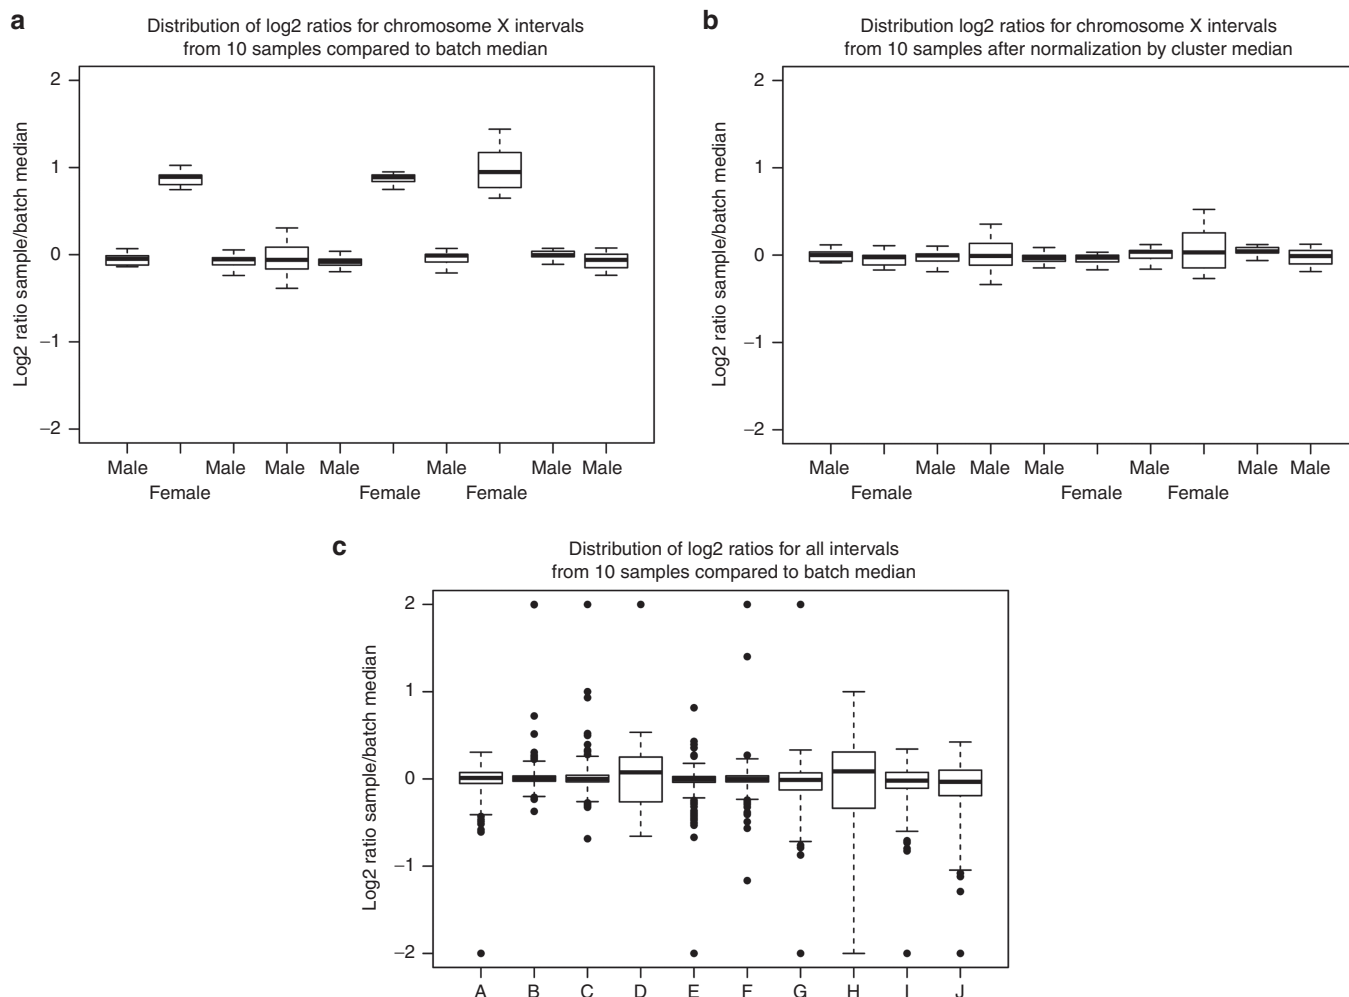 a
Distribution of log2 ratios for chromosome X intervals
from 10 samples compared to batch median
Log2 ratio sample/batch median
2
1
0
−1
−2
Male Male Male Male Male Male Male
Female Female Female
b
Distribution log2 ratios for chromosome X intervals
from 10 samples after normalization by cluster median
Log2 ratio sample/batch median
2
1
0
−1
−2
Male Male Male Male Male Male Male
Female Female Female
c
Distribution of log2 ratios for all intervals
from 10 samples compared to batch median
Log2 ratio sample/batch median
2
1
0
−1
−2
A B C D E F G H I J